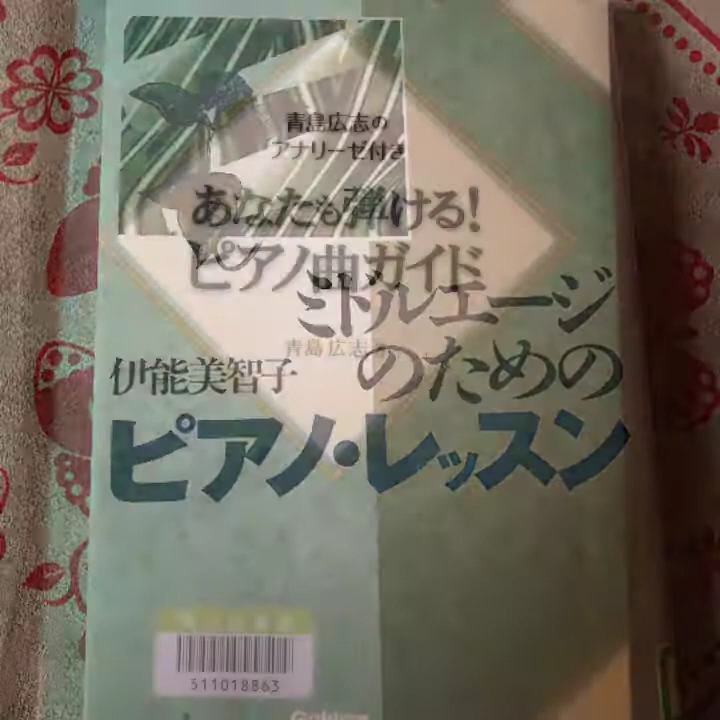 青島広志の
アナリーゼ付き
あなたも弾ける!
ピアノ曲ガイド
ミドルエージ
のための
青島広志
伊能美智子
ピアノ・レッスン
511018863